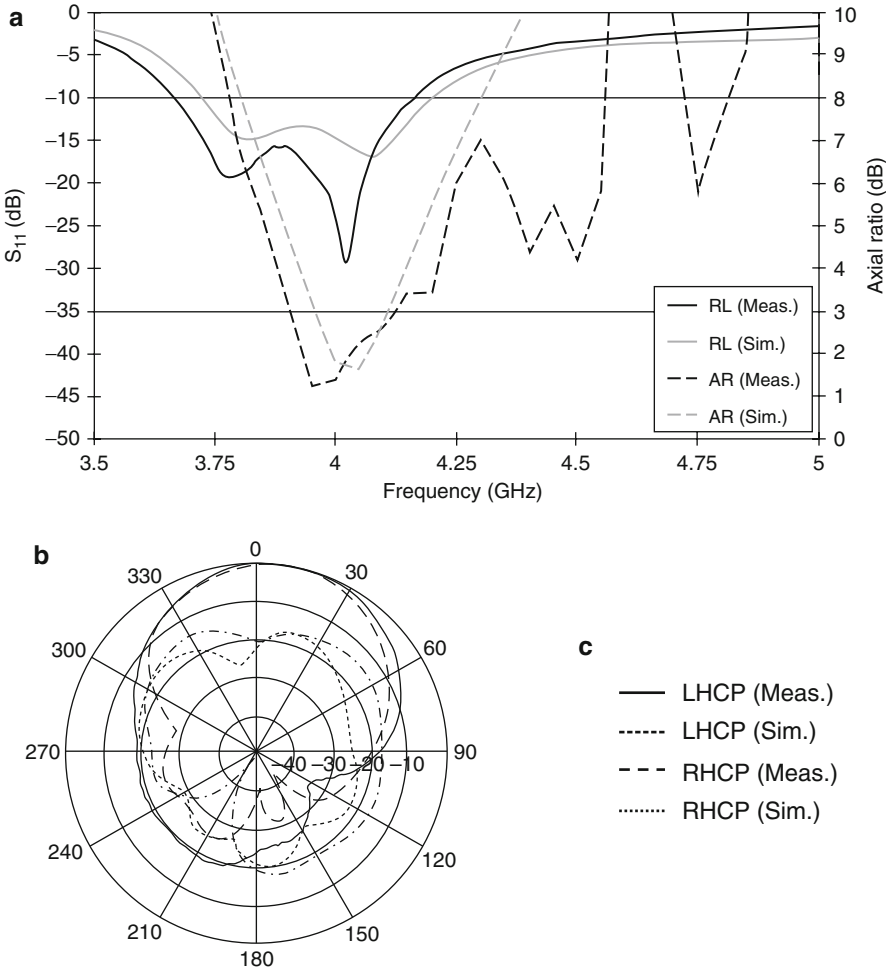 a
0
–5
–10
–15
–20
–25
–30
–35
–40
–45
–50
S11 (dB)
10
9
8
7
6
5
4
3
2
1
0
Axial ratio (dB)
RL (Meas.)
RL (Sim.)
AR (Meas.)
AR (Sim.)
3.5 3.75 4 4.25 4.5 4.75 5
Frequency (GHz)
b
0
330 30
300 60
270 90
–40 –30 –20 –10
240 120
210 150
180
c
LHCP (Meas.)
LHCP (Sim.)
RHCP (Meas.)
RHCP (Sim.)